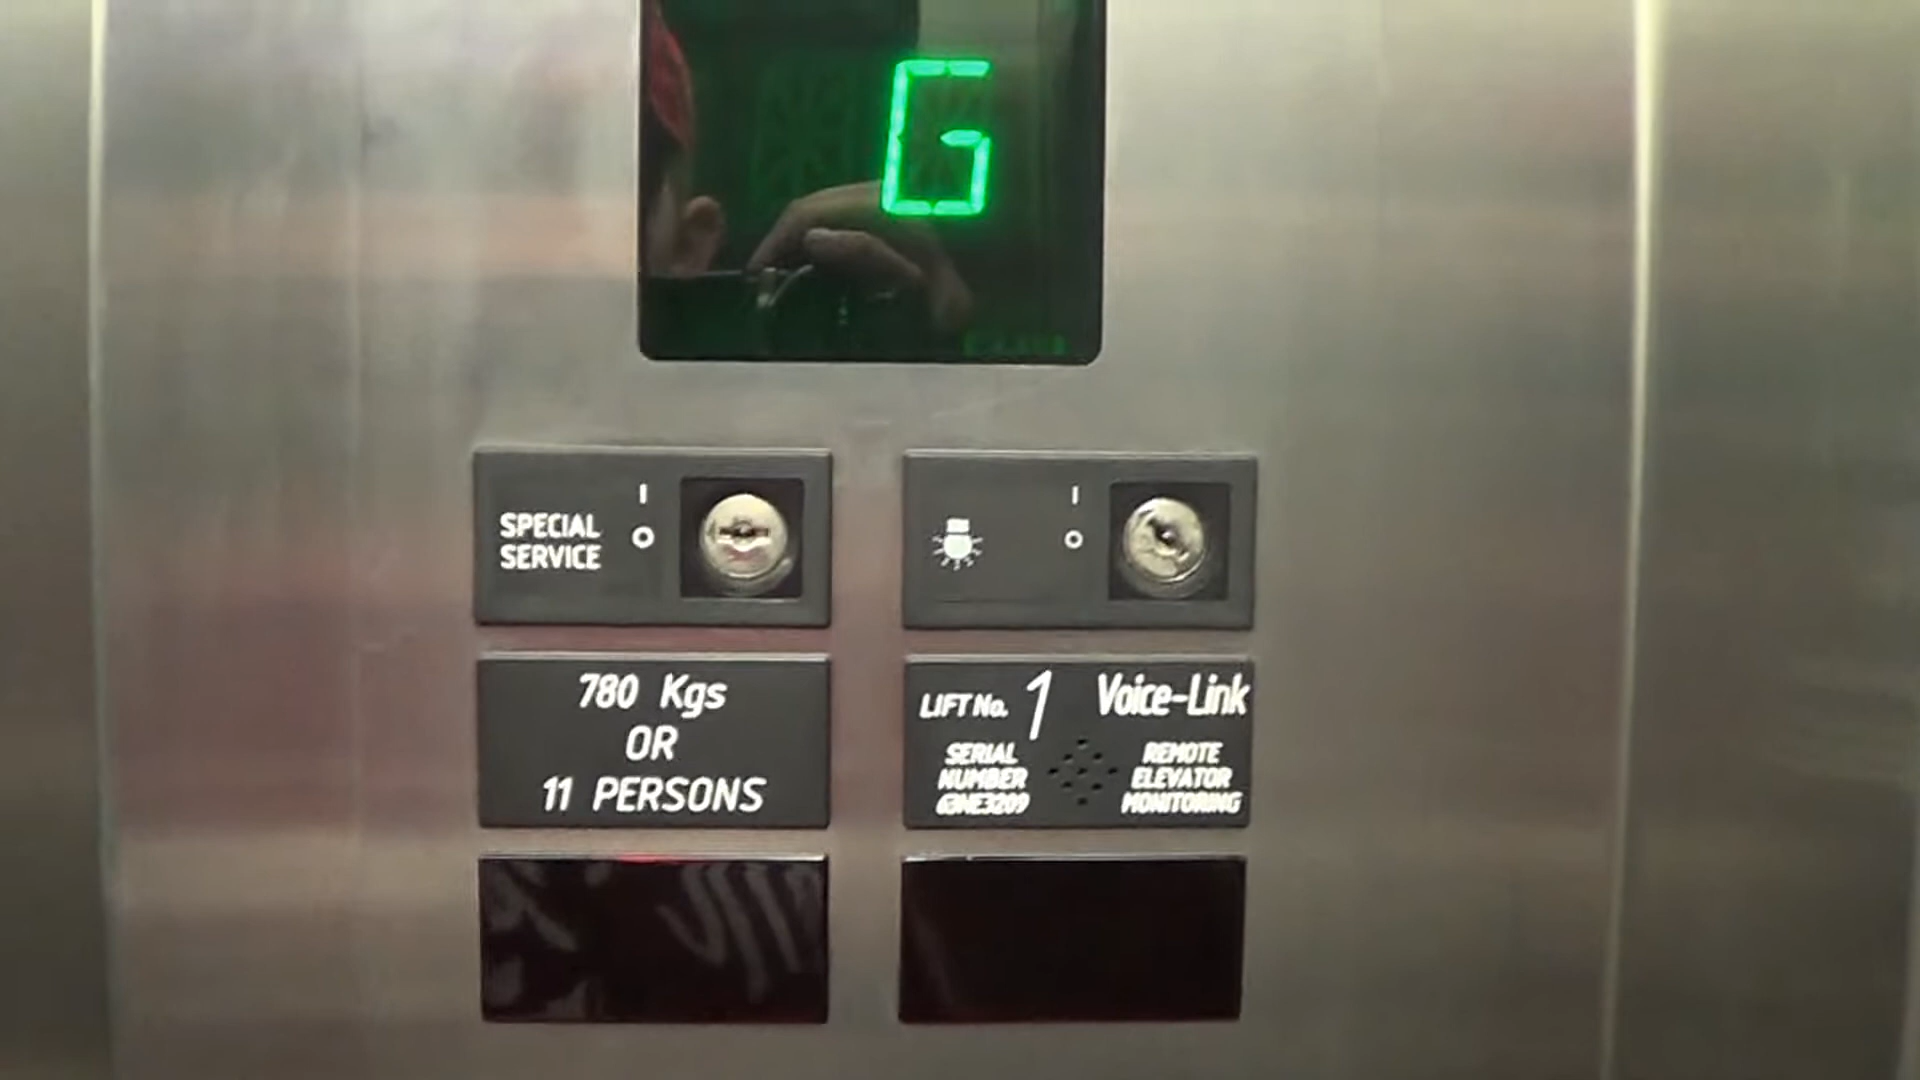 G
SPECIAL
SERVICE
I
O
I
O
780 Kgs
OR
11 PERSONS
LIFT No. 1
SERIAL
NUMBER
Voice-Link
REMOTE
ELEVATOR
MONITORING